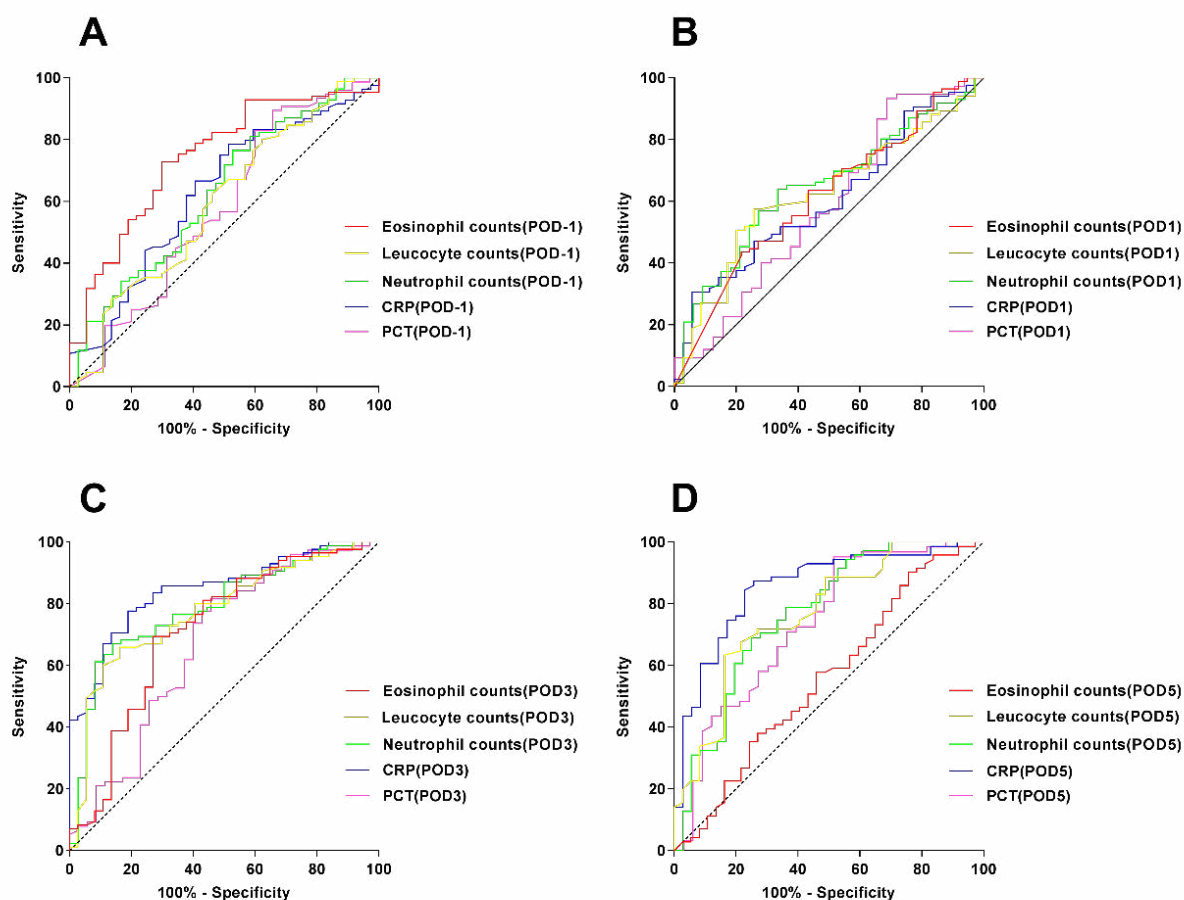 A
100
80
60
40
20
0
Sensitivity
0 20 40 60 80 100
100% - Specificity
Eosinophil counts(POD-1)
Leucocyte counts(POD-1)
Neutrophil counts(POD-1)
CRP(POD-1)
PCT(POD-1)
B
100
80
60
40
20
0
Sensitivity
0 20 40 60 80 100
100% - Specificity
Eosinophil counts(POD1)
Leucocyte counts(POD1)
Neutrophil counts(POD1)
CRP(POD1)
PCT(POD1)
C
100
80
60
40
20
0
Sensitivity
0 20 40 60 80 100
100% - Specificity
Eosinophil counts(POD3)
Leucocyte counts(POD3)
Neutrophil counts(POD3)
CRP(POD3)
PCT(POD3)
D
100
80
60
40
20
0
Sensitivity
0 20 40 60 80 100
100% - Specificity
Eosinophil counts(POD5)
Leucocyte counts(POD5)
Neutrophil counts(POD5)
CRP(POD5)
PCT(POD5)